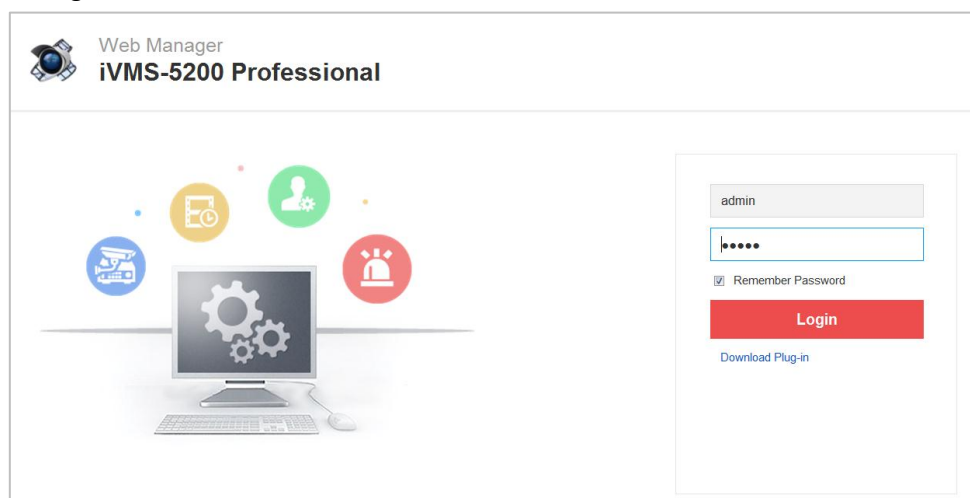 Web Manager
iVMS-5200 Professional
admin
•••••
Remember Password
Login
Download Plug-in